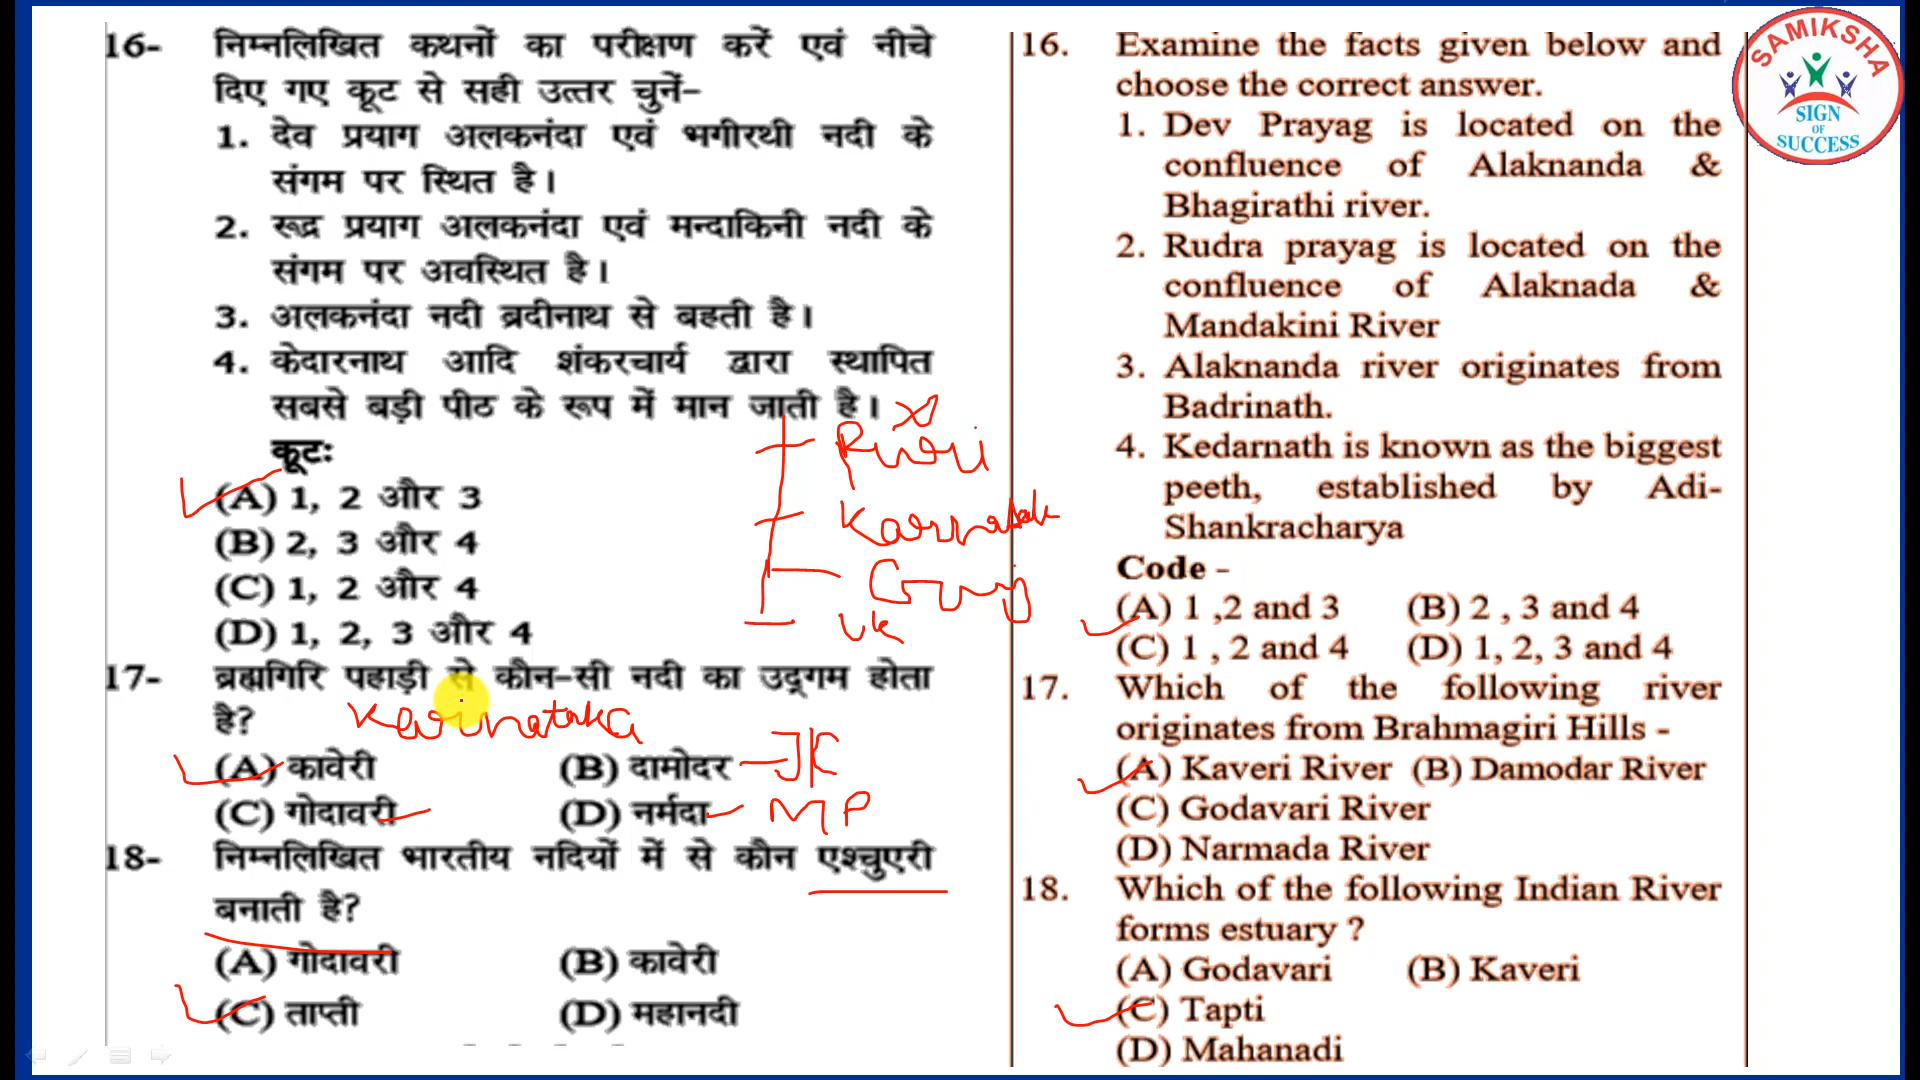 16- निम्नलिखित कथनों का परीक्षण करें एवं नीचे
दिए गए कूट से सही उत्तर चुनें–
1. देव प्रयाग अलकनंदा एवं भगीरथी नदी के
संगम पर स्थित है।
2. रूद्र प्रयाग अलकनंदा एवं मन्दाकिनी नदी के
संगम पर अवस्थित है।
3. अलकनंदा नदी ब्रदीनाथ से बहती है।
4. केदारनाथ आदि शंकरचार्य द्वारा स्थापित
सबसे बड़ी पीठ के रूप में मान जाती है।
कूटः
(A) 1, 2 और 3
(B) 2, 3 और 4
(C) 1, 2 और 4
(D) 1, 2, 3 और 4
Karnatak
UK
17- ब्रह्मगिरि पहाड़ी से कौन–सी नदी का उद्गम होता
है?
Karnataka
(A) कावेरी (B) दामोदर JK
(C) गोदावरी (D) नर्मदा MP
18- निम्नलिखित भारतीय नदियों में से कौन एश्चुएरी
बनाती है?
(A) गोदावरी (B) कावेरी
(C) ताप्ती (D) महानदी
16. Examine the facts given below and
choose the correct answer.
1. Dev Prayag is located on the
confluence of Alaknanda &
Bhagirathi river.
2. Rudra prayag is located on the
confluence of Alaknada &
Mandakini River
3. Alaknanda river originates from
Badrinath.
4. Kedarnath is known as the biggest
peeth, established by Adi-
Shankracharya
Code -
(A) 1 ,2 and 3 (B) 2 , 3 and 4
(C) 1 , 2 and 4 (D) 1, 2, 3 and 4
17. Which of the following river
originates from Brahmagiri Hills -
(A) Kaveri River (B) Damodar River
(C) Godavari River
(D) Narmada River
18. Which of the following Indian River
forms estuary ?
(A) Godavari (B) Kaveri
(C) Tapti
(D) Mahanadi
SAMIKSHA
SIGN
OF
SUCCESS